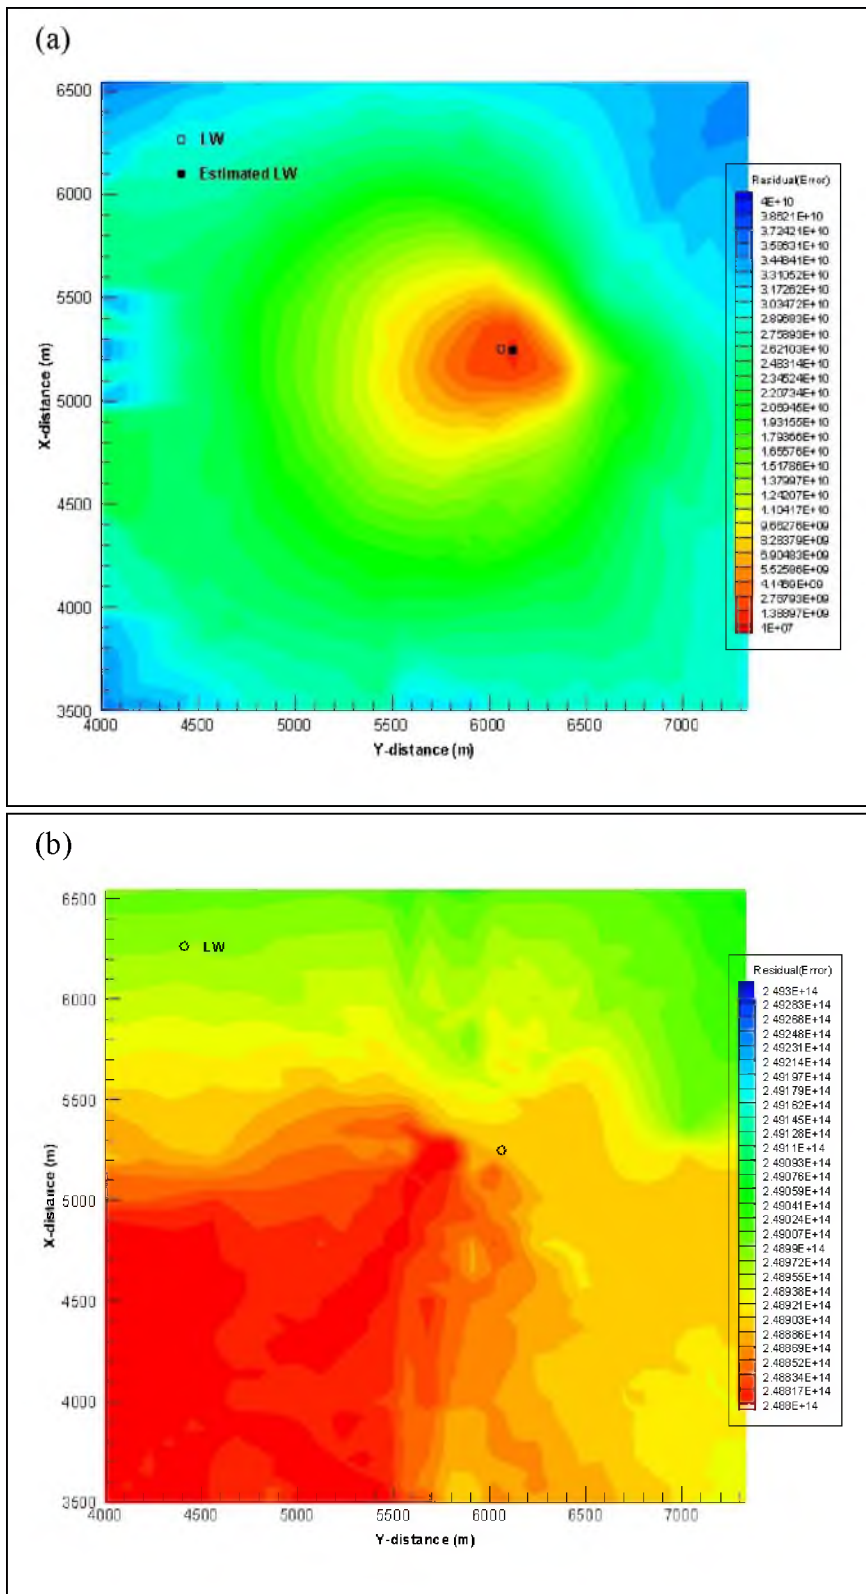 (a)
6500
6000
5500
5000
4500
4000
3500
X-distance (m)
LW
Estimated LW
4000 4500 5000 5500 6000 6500 7000
Y-distance (m)
Residual(Error)
4E+10
3.8621E+10
3.72421E+10
3.58631E+10
3.44841E+10
3.31052E+10
3.17262E+10
3.03472E+10
2.89683E+10
2.75893E+10
2.62103E+10
2.48314E+10
2.34524E+10
2.20734E+10
2.06945E+10
1.93155E+10
1.79366E+10
1.65576E+10
1.51786E+10
1.37997E+10
1.24207E+10
1.10417E+10
9.66276E+09
8.28379E+09
6.90483E+09
5.52586E+09
4.1469E+09
2.76793E+09
1.38897E+09
1E+07
(b)
6500
6000
5500
5000
4500
4000
3500
X-distance (m)
LW
4000 4500 5000 5500 6000 6500 7000
Y-distance (m)
Residual(Error)
2.493E+14
2.49283E+14
2.49266E+14
2.49248E+14
2.49231E+14
2.49214E+14
2.49197E+14
2.49179E+14
2.49162E+14
2.49145E+14
2.49128E+14
2.4911E+14
2.49093E+14
2.49076E+14
2.49059E+14
2.49041E+14
2.49024E+14
2.49007E+14
2.4899E+14
2.48972E+14
2.48955E+14
2.48938E+14
2.48921E+14
2.48903E+14
2.48886E+14
2.48869E+14
2.48852E+14
2.48834E+14
2.48817E+14
2.488E+14